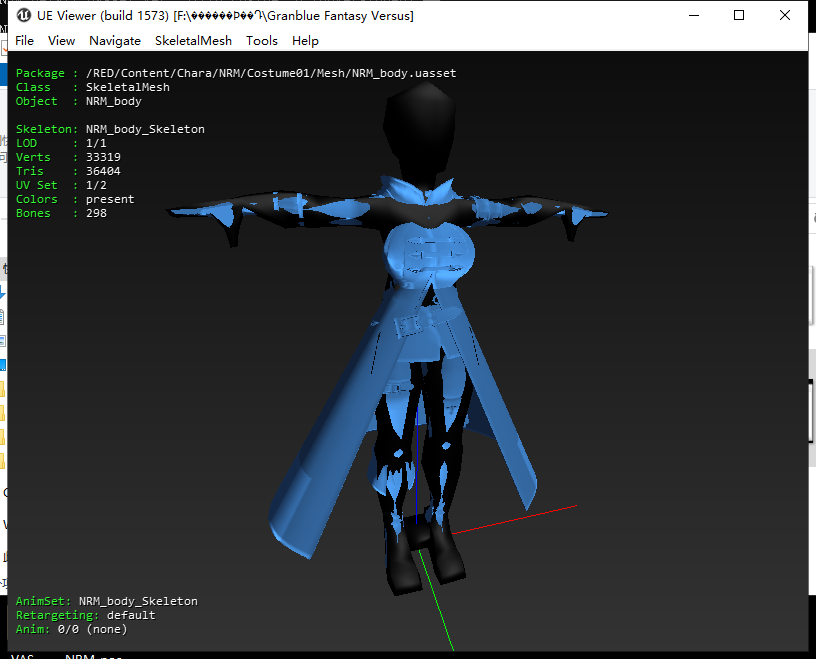 UE Viewer (build 1573) [F:\������Þ��ᒓ\Granblue Fantasy Versus]
File View Navigate SkeletalMesh Tools Help
Package : /RED/Content/Chara/NRM/Costume01/Mesh/NRM_body.uasset
Class : SkeletalMesh
Object : NRM_body
Skeleton: NRM_body_Skeleton
LOD : 1/1
Verts : 33319
Tris : 36404
UV Set : 1/2
Colors : present
Bones : 298
AnimSet: NRM_body_Skeleton
Retargeting: default
Anim: 0/0 (none)